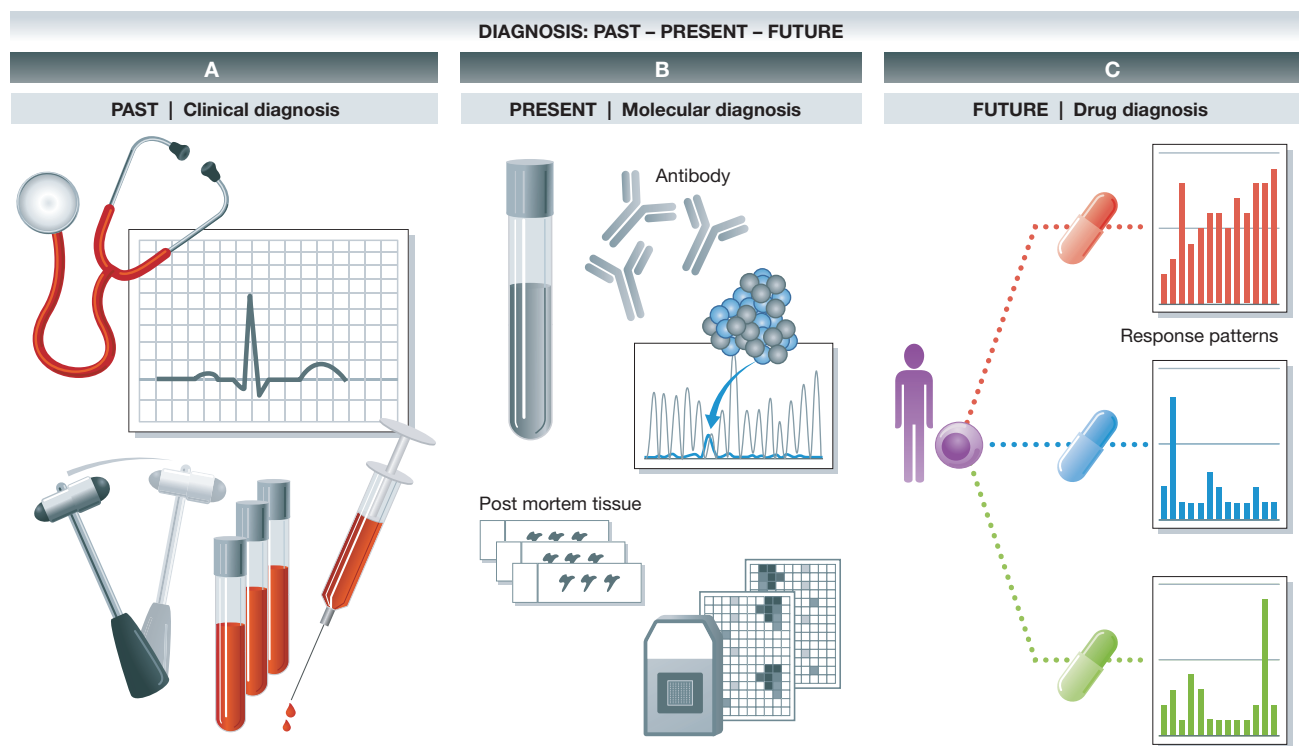 DIAGNOSIS: PAST – PRESENT – FUTURE
A
PAST | Clinical diagnosis
B
PRESENT | Molecular diagnosis
Antibody
Post mortem tissue
C
FUTURE | Drug diagnosis
Response patterns